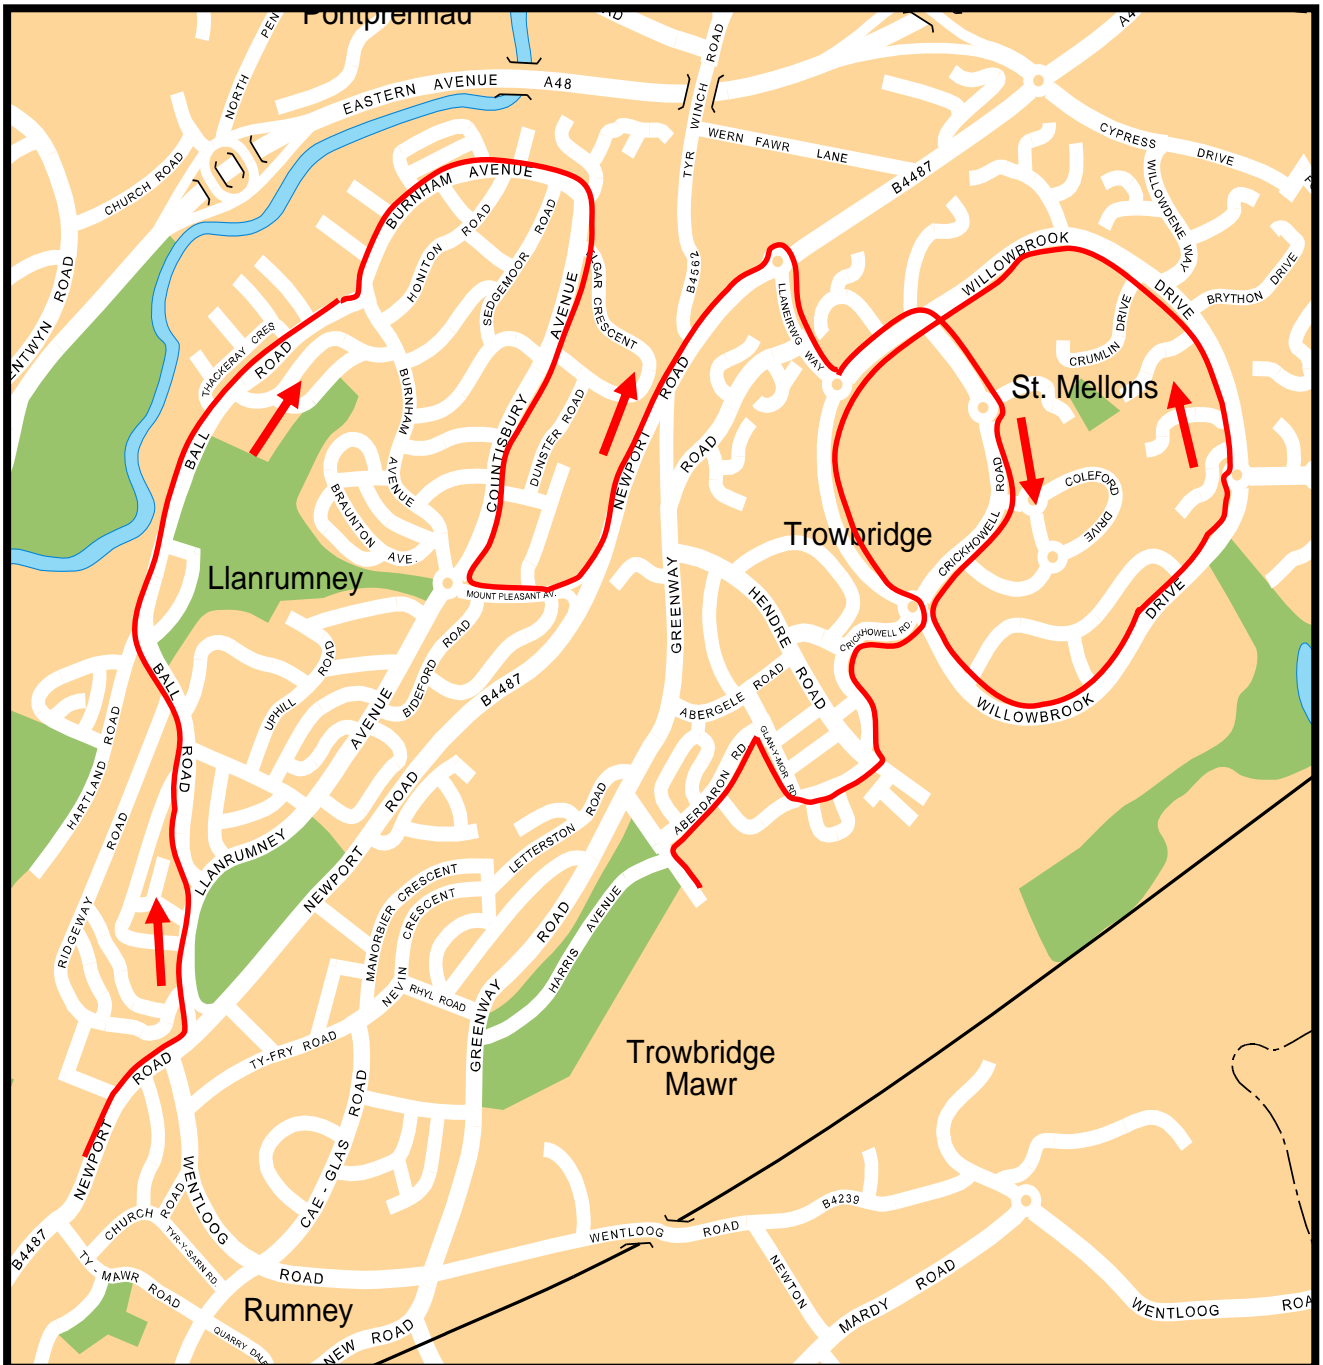 Pontprennau
NORTH PEN
EASTERN AVENUE A48
TYR WINCH ROAD
WERN FAWR LANE
A4
CYPRESS DRIVE
B4487
WILLOWDENE WAY
CHURCH ROAD
BURNHAM AVENUE
HONITON ROAD
SEDGEMOOR ROAD
ENTWYN ROAD
B4562
LGAR CRESCENT
WILLOWBROOK DRIVE
BRYTHON DRIVE
LLANEIRWG WAY
CRUMLIN DRIVE
THACKERAY CRES
BALL ROAD
COUNTISBURY AVENUE
BURNHAM AVENUE
DUNSTER ROAD
NEWPORT ROAD
ROAD
St. Mellons
BRAUNTON AVE.
COLEFORD DRIVE
CRICKHOWELL ROAD
Trowbridge
Llanrumney
MOUNT PLEASANT AV.
GREENWAY
HENDRE ROAD
CRICKHOWELL RD.
DRIVE
WILLOWBROOK
BALL ROAD
UPHILL ROAD
BIDEFORD ROAD
B4487
ABERGELE ROAD
GLAN-Y-MOR RD.
ABERDARON RD.
HARTLAND ROAD
LLANRUMNEY AVENUE
NEWPORT ROAD
LETTERSTON ROAD
RIDGEWAY ROAD
MANORBIER CRESCENT
NEVIN CRESCENT
RHYL ROAD
GREENWAY ROAD
HARRIS AVENUE
TY-FRY ROAD
Trowbridge
Mawr
NEWPORT ROAD
CAE - GLAS ROAD
WENTLOOG ROAD
CHURCH ROAD
TYR-Y-SARN RD.
B4487
TY - MAWR ROAD
QUARRY DALE
Rumney
NEW ROAD
WENTLOOG ROAD
B4239
NEWTON
MARDY ROAD
WENTLOOG ROA